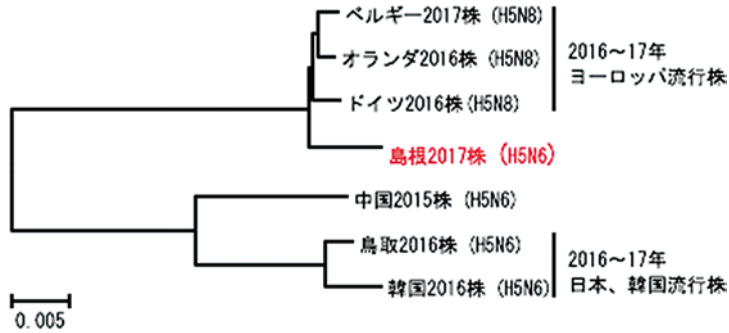 ベルギー2017株 (H5N8)
オランダ2016株 (H5N8)
ドイツ2016株(H5N8)
2016～17年
ヨーロッパ流行株
島根2017株 (H5N6)
中国2015株 (H5N6)
鳥取2016株 (H5N6)
韓国2016株 (H5N6)
2016～17年
日本、韓国流行株
0.005